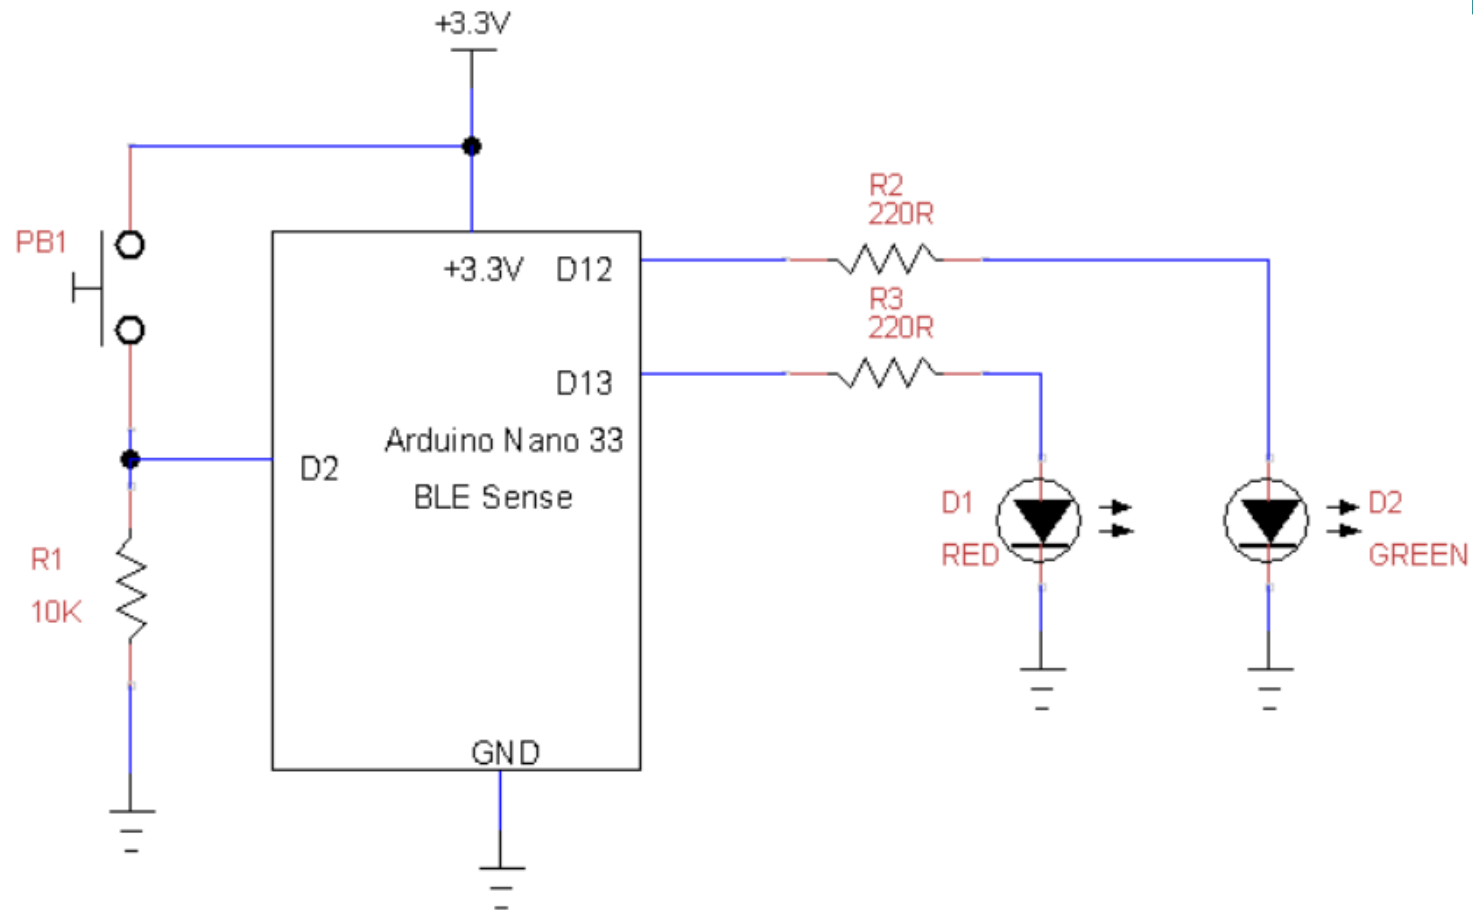 +3.3V
PB1
R1
10K
+3.3V
D12
D13
Arduino Nano 33
BLE Sense
D2
GND
R2
220R
R3
220R
D1
RED
D2
GREEN